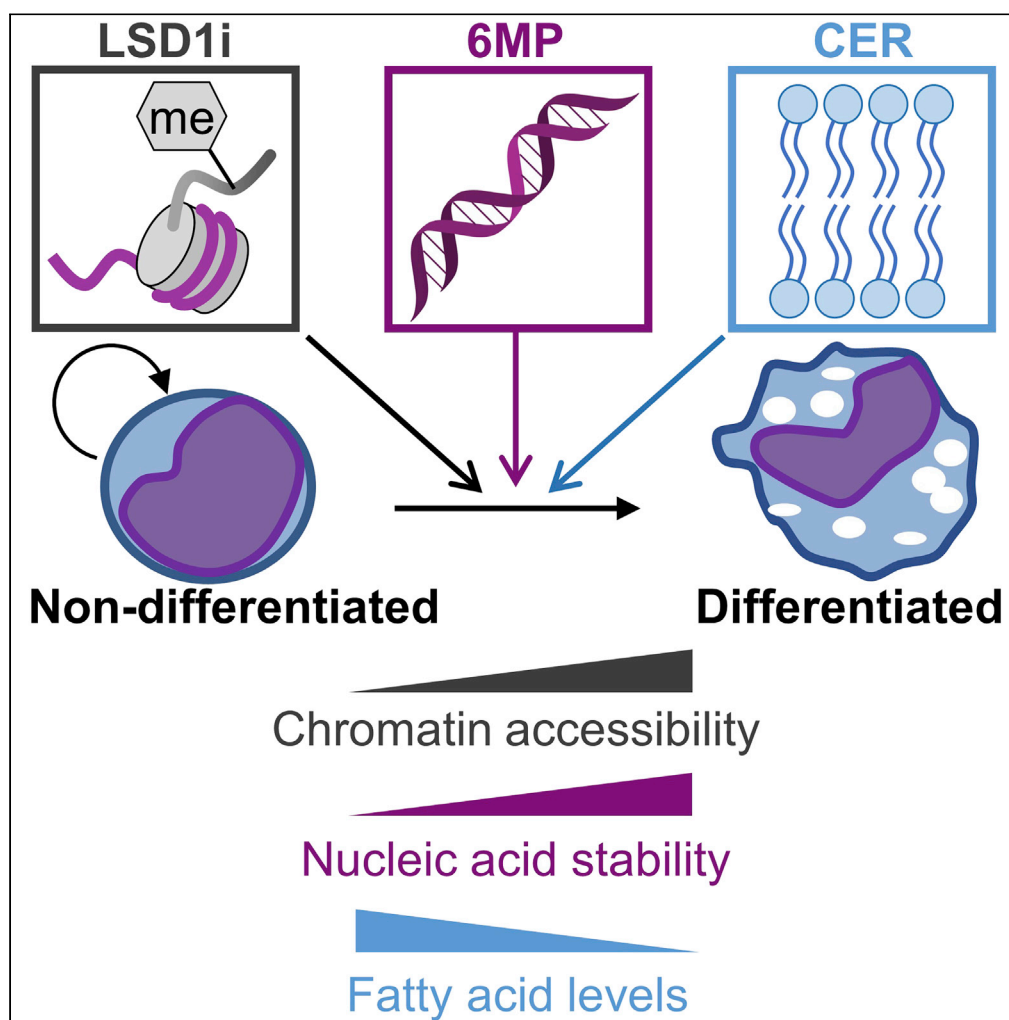 LSD1i
6MP
CER
me
Non-differentiated
Differentiated
Chromatin accessibility
Nucleic acid stability
Fatty acid levels